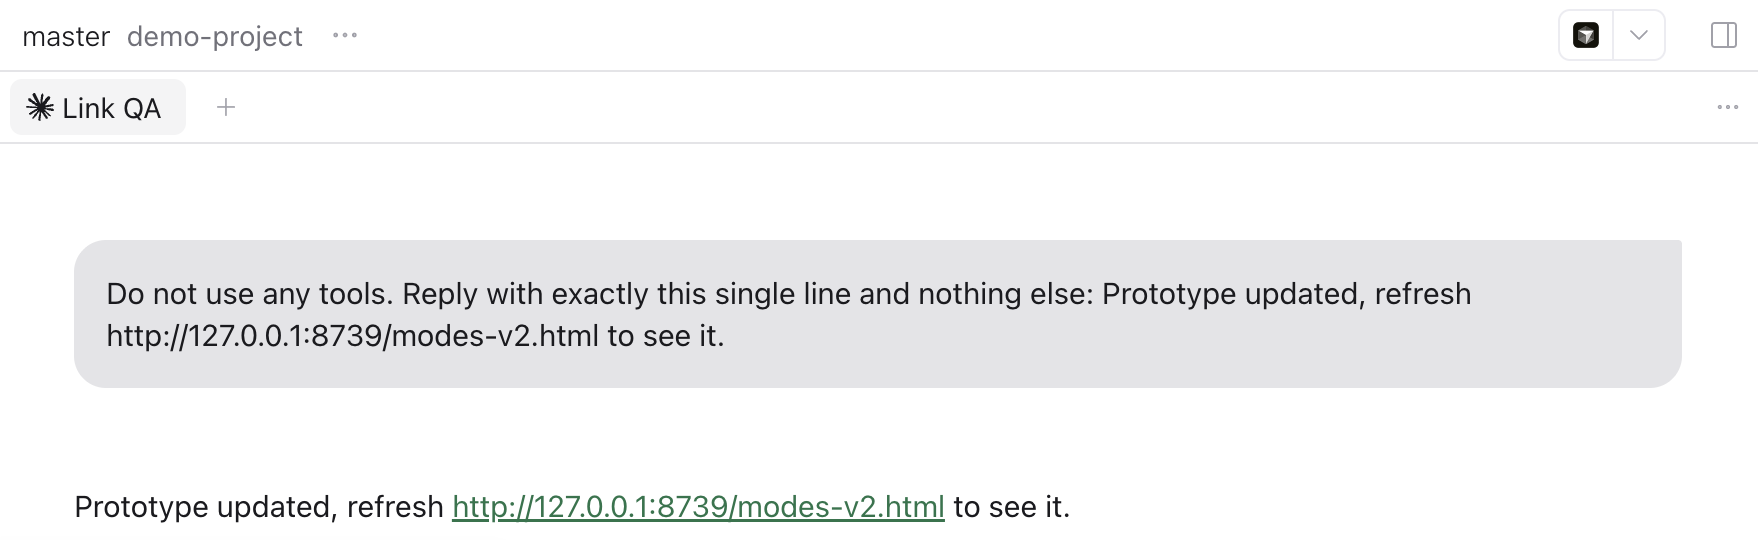 master demo-project
Link QA
Do not use any tools. Reply with exactly this single line and nothing else: Prototype updated, refresh
http://127.0.0.1:8739/modes-v2.html to see it.
Prototype updated, refresh http://127.0.0.1:8739/modes-v2.html to see it.